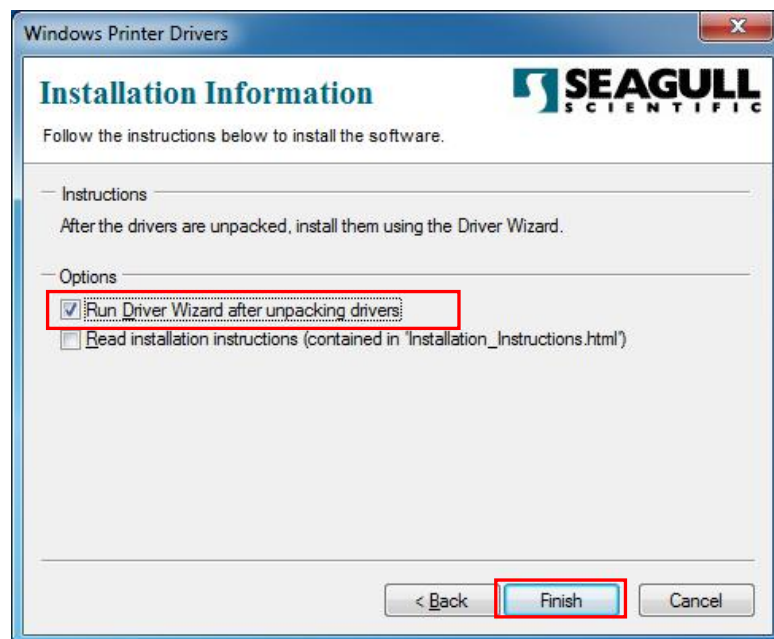 Windows Printer Drivers
x
SEAGULL
SCIENTIFIC
Installation Information
Follow the instructions below to install the software.
Instructions
After the drivers are unpacked, install them using the Driver Wizard.
Options
Run Driver Wizard after unpacking drivers
Read installation instructions (contained in 'Installation_Instructions.html')
< Back
Finish
Cancel